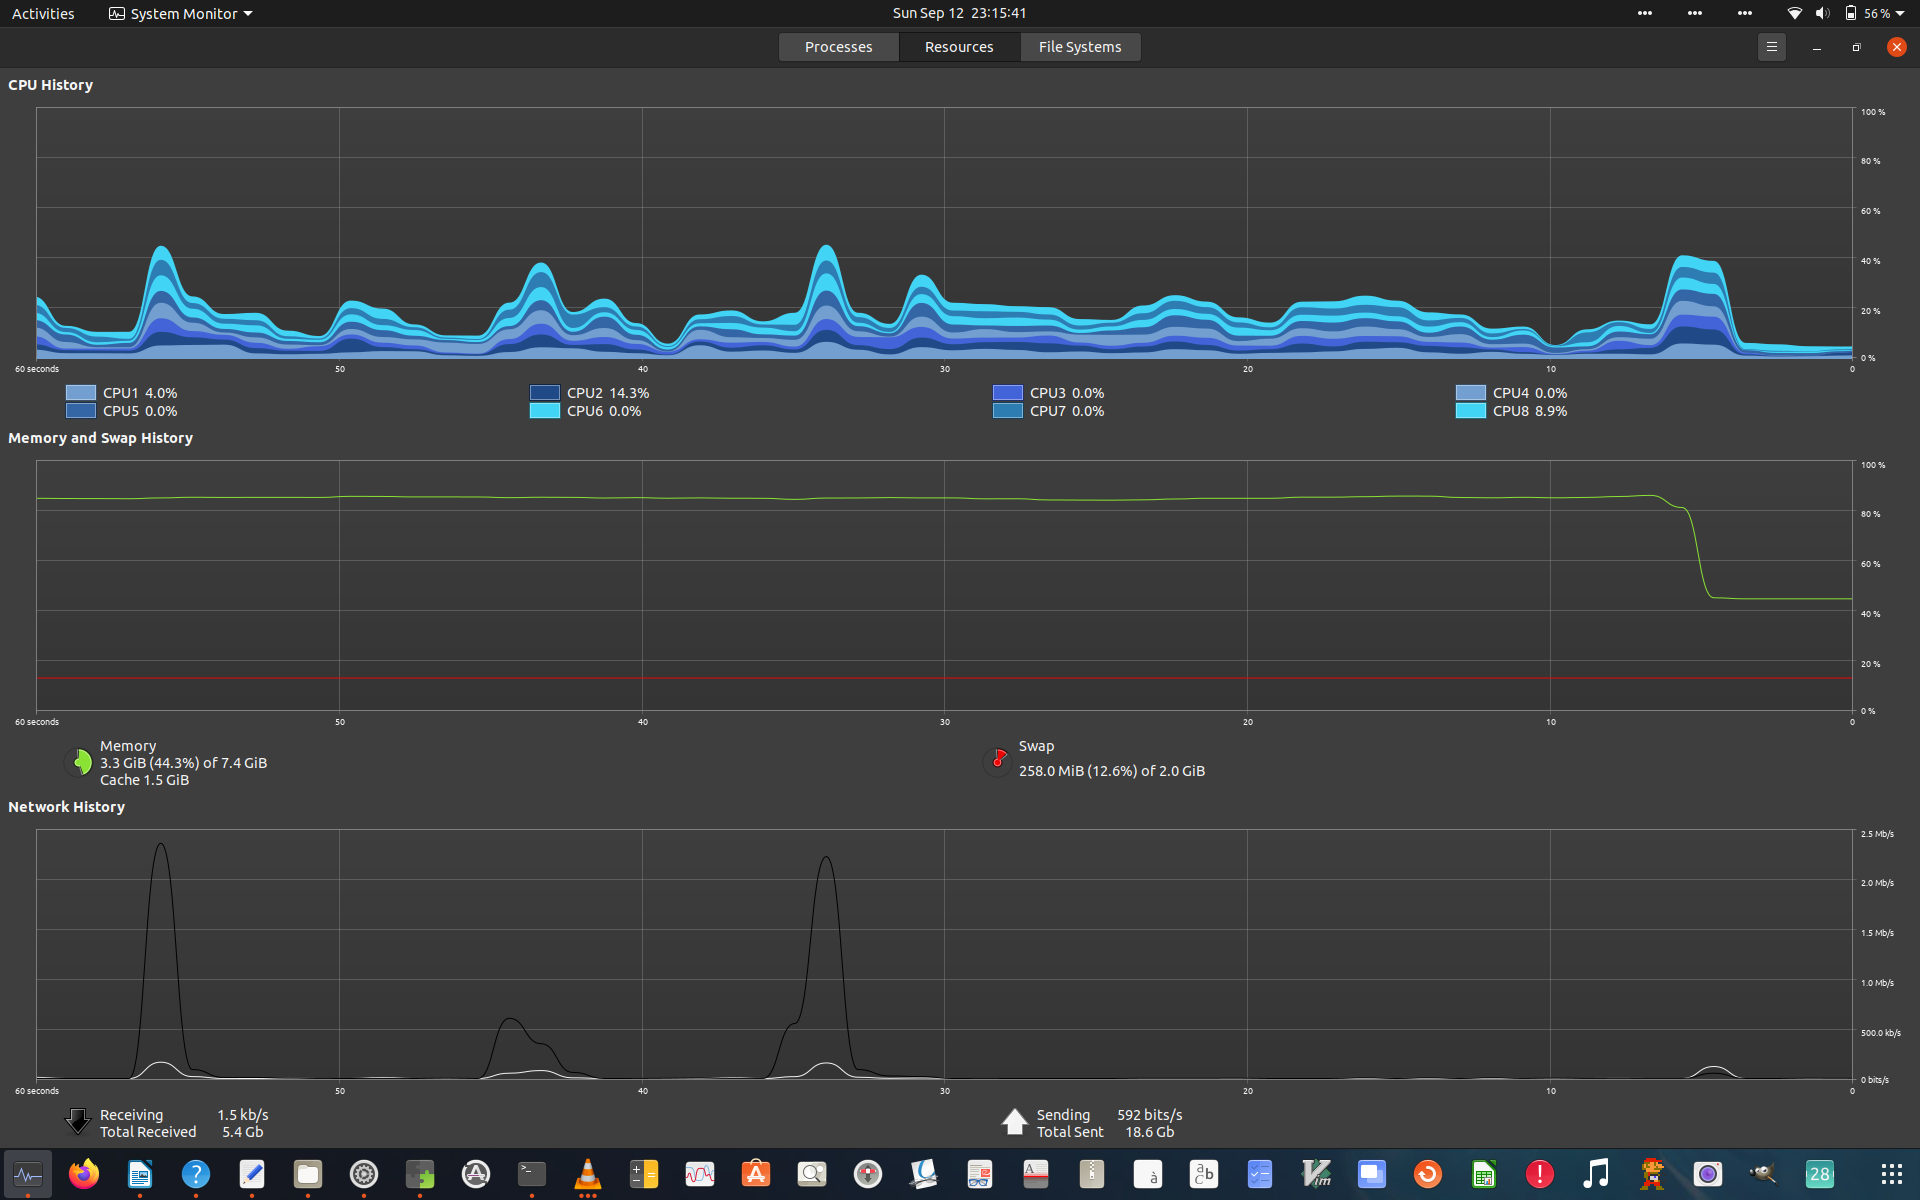 Activities System Monitor Sun Sep 12 23:15:41 56 %
Processes Resources File Systems
CPU History
100 %
80 %
60 %
40 %
20 %
0 %
60 seconds 50 40 30 20 10 0
CPU1 4.0% CPU2 14.3% CPU3 0.0% CPU4 0.0%
CPU5 0.0% CPU6 0.0% CPU7 0.0% CPU8 8.9%
Memory and Swap History
100 %
80 %
60 %
40 %
20 %
0 %
60 seconds 50 40 30 20 10 0
Memory
3.3 GiB (44.3%) of 7.4 GiB
Cache 1.5 GiB
Swap
258.0 MiB (12.6%) of 2.0 GiB
Network History
2.5 Mb/s
2.0 Mb/s
1.5 Mb/s
1.0 Mb/s
500.0 kb/s
0 bits/s
60 seconds 50 40 30 20 10 0
Receiving 1.5 kb/s
Total Received 5.4 Gb
Sending 592 bits/s
Total Sent 18.6 Gb
? >_ A à a b c Vim ! 28